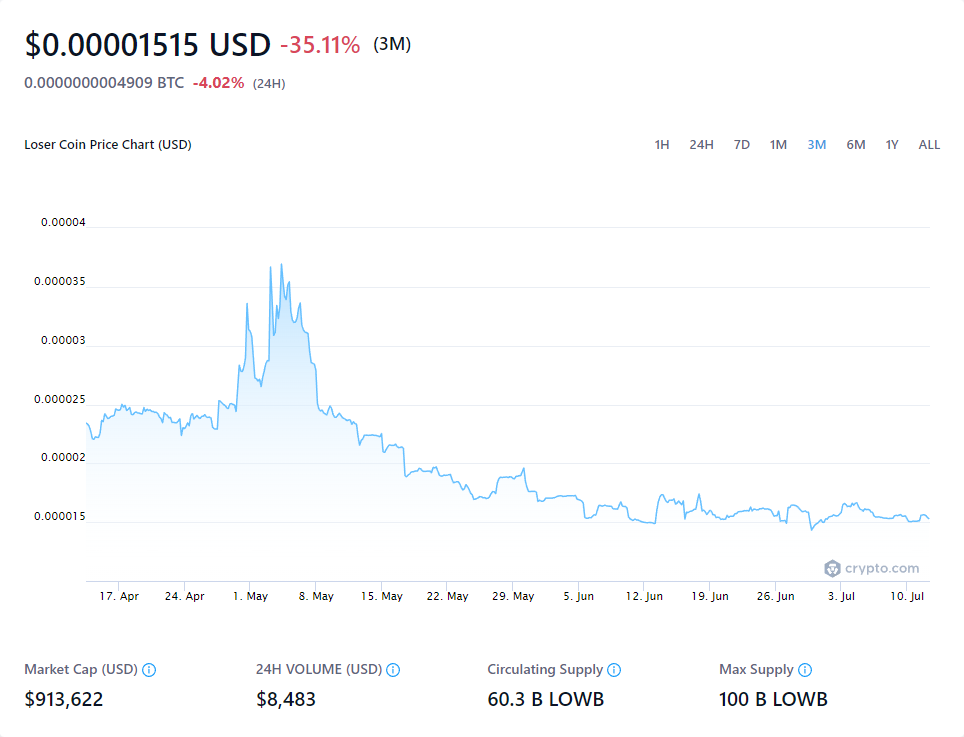 $0.00001515 USD -35.11% (3M)
0.0000000004909 BTC -4.02% (24H)
Loser Coin Price Chart (USD) 1H 24H 7D 1M 3M 6M 1Y ALL
0.00004
0.000035
0.00003
0.000025
0.00002
0.000015
crypto.com
17. Apr 24. Apr 1. May 8. May 15. May 22. May 29. May 5. Jun 12. Jun 19. Jun 26. Jun 3. Jul 10. Jul
Market Cap (USD) 24H VOLUME (USD) Circulating Supply Max Supply
$913,622 $8,483 60.3 B LOWB 100 B LOWB